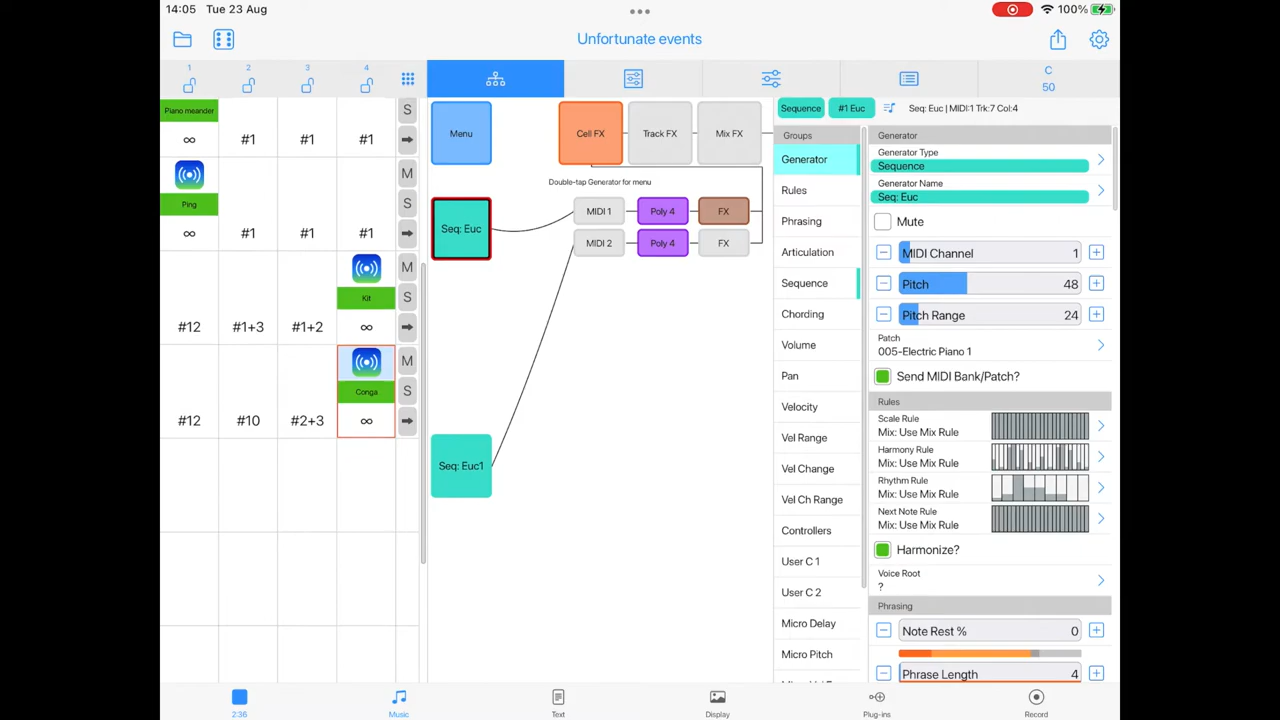 14:05 Tue 23 Aug
100%
Unfortunate events
1 2 3 4
C
50
Piano meander
∞ #1 #1 #1
S
M
Ping
S
∞ #1 #1 #1
M
Kit
S
#12 #1+3 #1+2 ∞
M
Conga
S
#12 #10 #2+3 ∞
Menu
Cell FX Track FX Mix FX
Double-tap Generator for menu
Seq: Euc
MIDI 1 Poly 4 FX
MIDI 2 Poly 4 FX
Seq: Euc1
Sequence #1 Euc Seq: Euc | MIDI:1 Trk:7 Col:4
Groups
Generator
Rules
Phrasing
Articulation
Sequence
Chording
Volume
Pan
Velocity
Vel Range
Vel Change
Vel Ch Range
Controllers
User C 1
User C 2
Micro Delay
Micro Pitch
Generator
Generator Type
Sequence
Generator Name
Seq: Euc
Mute
MIDI Channel 1
Pitch 48
Pitch Range 24
Patch
005-Electric Piano 1
Send MIDI Bank/Patch?
Rules
Scale Rule
Mix: Use Mix Rule
Harmony Rule
Mix: Use Mix Rule
Rhythm Rule
Mix: Use Mix Rule
Next Note Rule
Mix: Use Mix Rule
Harmonize?
Voice Root
?
Phrasing
Note Rest % 0
Phrase Length 4
2:36 Music Text Display Plug-ins Record